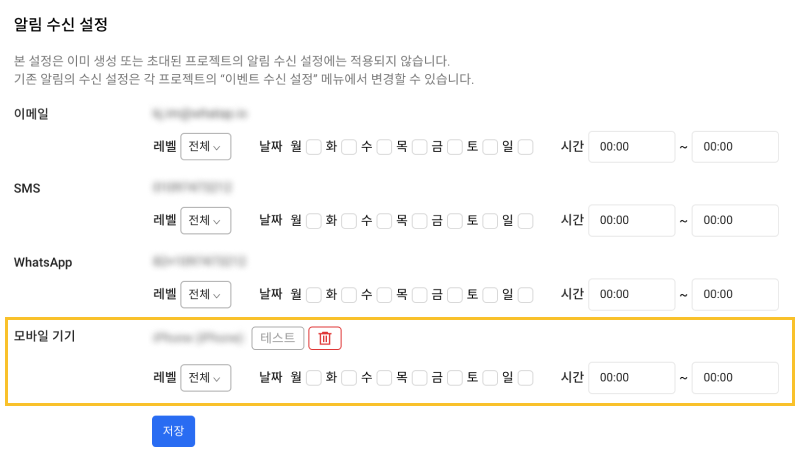 알림 수신 설정
본 설정은 이미 생성 또는 초대된 프로젝트의 알림 수신 설정에는 적용되지 않습니다.
기존 알림의 수신 설정은 각 프로젝트의 "이벤트 수신 설정" 메뉴에서 변경할 수 있습니다.
이메일
레벨 전체 날짜 월 화 수 목 금 토 일 시간 00:00 ~ 00:00
SMS
레벨 전체 날짜 월 화 수 목 금 토 일 시간 00:00 ~ 00:00
WhatsApp
레벨 전체 날짜 월 화 수 목 금 토 일 시간 00:00 ~ 00:00
모바일 기기 테스트
레벨 전체 날짜 월 화 수 목 금 토 일 시간 00:00 ~ 00:00
저장